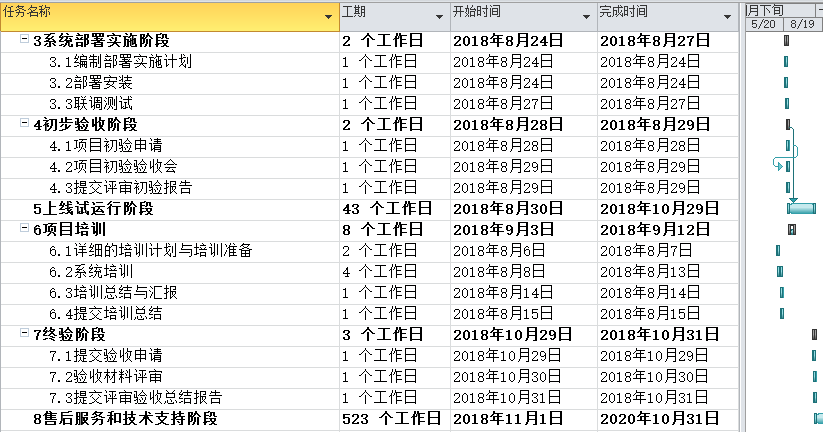 任务名称 工期 开始时间 完成时间 月下旬
5/20 8/19
3系统部署实施阶段 2 个工作日 2018年8月24日 2018年8月27日
3.1编制部署实施计划 1 个工作日 2018年8月24日 2018年8月24日
3.2部署安装 1 个工作日 2018年8月24日 2018年8月24日
3.3联调测试 1 个工作日 2018年8月27日 2018年8月27日
4初步验收阶段 2 个工作日 2018年8月28日 2018年8月29日
4.1项目初验申请 1 个工作日 2018年8月28日 2018年8月28日
4.2项目初验验收会 1 个工作日 2018年8月29日 2018年8月29日
4.3提交评审初验报告 1 个工作日 2018年8月29日 2018年8月29日
5上线试运行阶段 43 个工作日 2018年8月30日 2018年10月29日
6项目培训 8 个工作日 2018年9月3日 2018年9月12日
6.1详细的培训计划与培训准备 2 个工作日 2018年8月6日 2018年8月7日
6.2系统培训 4 个工作日 2018年8月8日 2018年8月13日
6.3培训总结与汇报 1 个工作日 2018年8月14日 2018年8月14日
6.4提交培训总结 1 个工作日 2018年8月15日 2018年8月15日
7终验阶段 3 个工作日 2018年10月29日 2018年10月31日
7.1提交验收申请 1 个工作日 2018年10月29日 2018年10月29日
7.2验收材料评审 1 个工作日 2018年10月30日 2018年10月30日
7.3提交评审验收总结报告 1 个工作日 2018年10月31日 2018年10月31日
8售后服务和技术支持阶段 523 个工作日 2018年11月1日 2020年10月31日